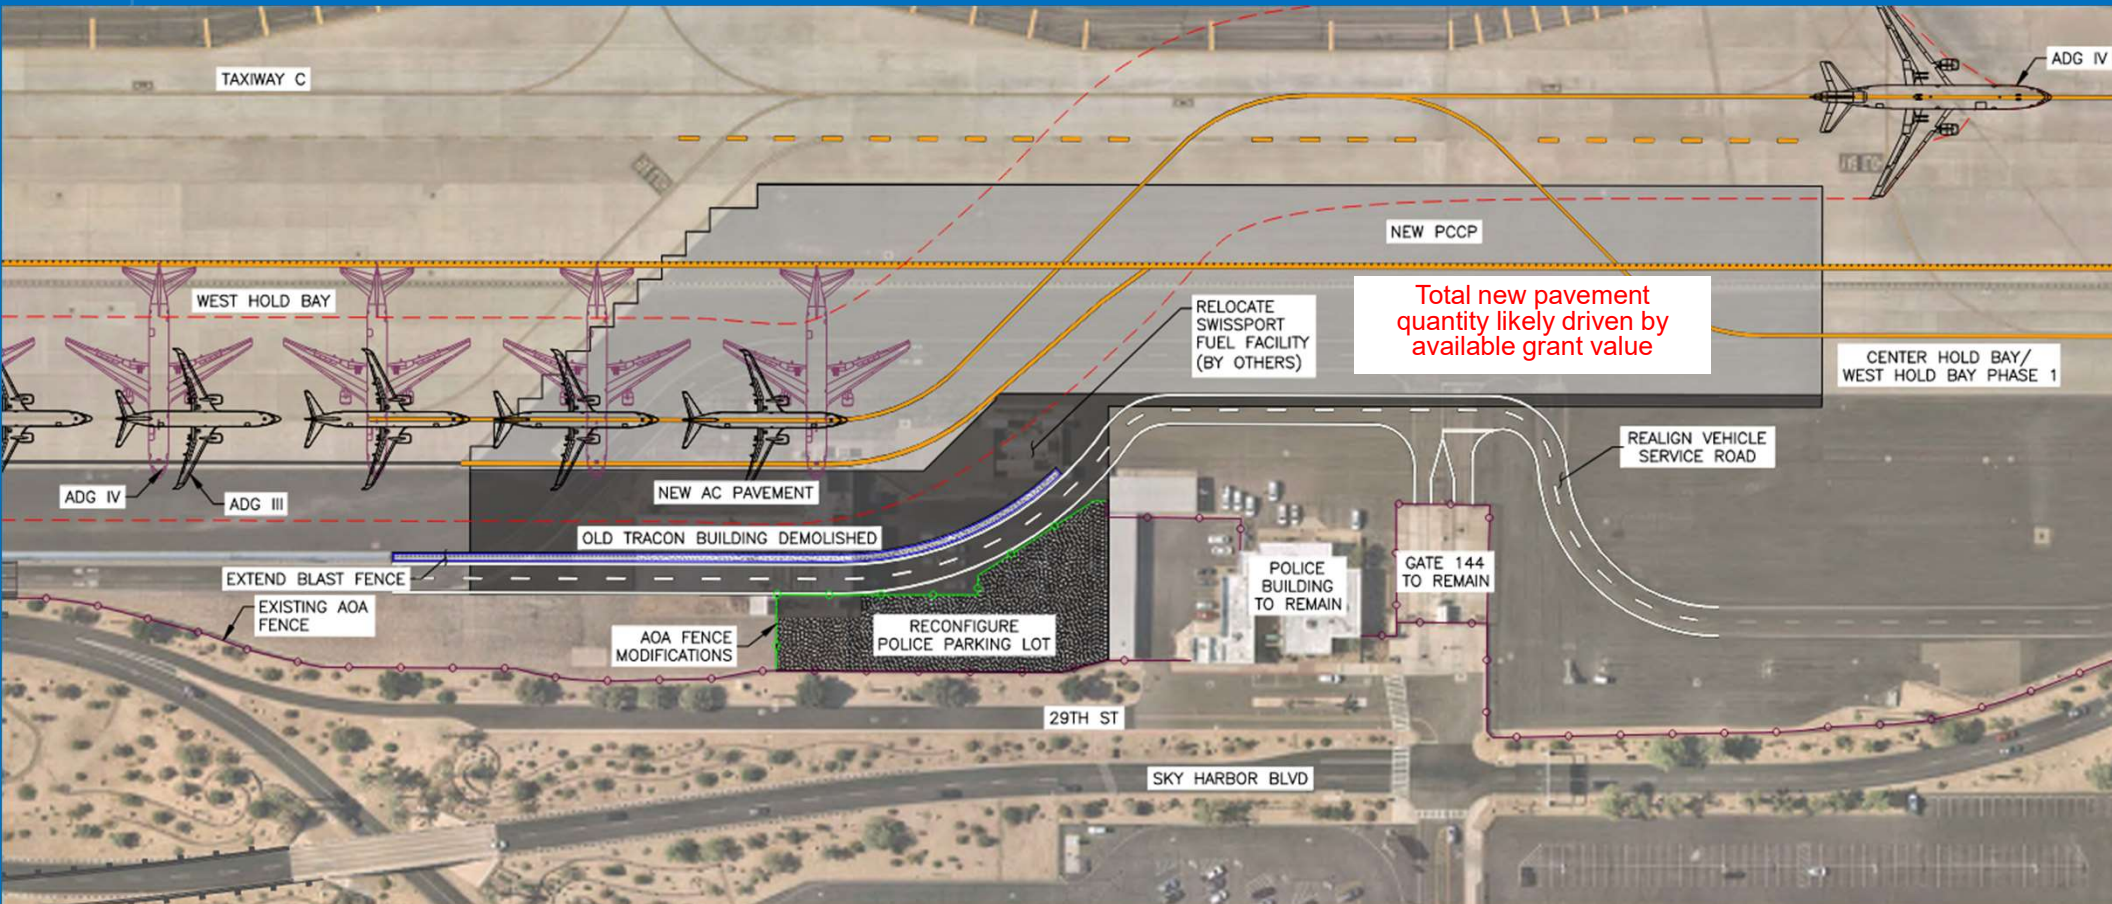 TAXIWAY C
ADG IV
NEW PCCP
WEST HOLD BAY
RELOCATE
SWISSPORT
FUEL FACILITY
(BY OTHERS)
Total new pavement
quantity likely driven by
available grant value
CENTER HOLD BAY/
WEST HOLD BAY PHASE 1
REALIGN VEHICLE
SERVICE ROAD
ADG IV
ADG III
NEW AC PAVEMENT
OLD TRACON BUILDING DEMOLISHED
EXTEND BLAST FENCE
EXISTING AOA
FENCE
AOA FENCE
MODIFICATIONS
RECONFIGURE
POLICE PARKING LOT
POLICE
BUILDING
TO REMAIN
GATE 144
TO REMAIN
29TH ST
SKY HARBOR BLVD